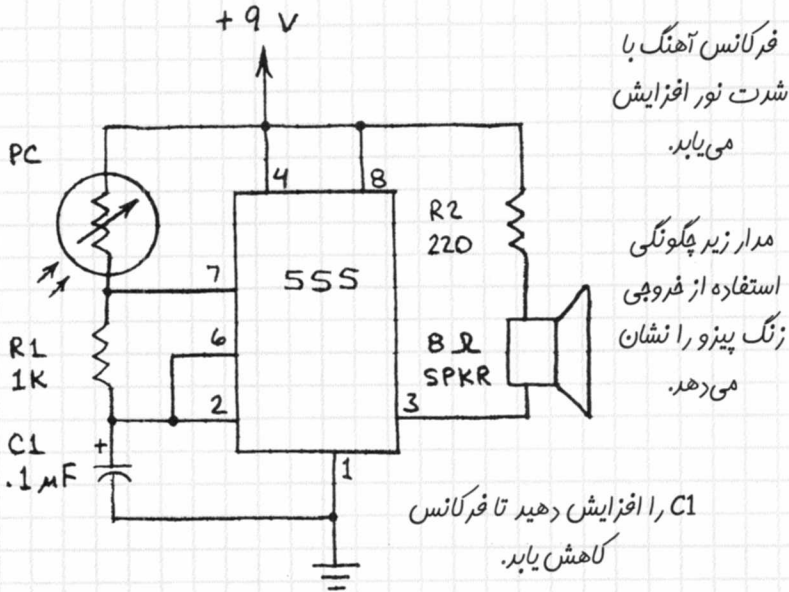 +9 V
فرکانس آهنگ با
شدت نور افزایش
می‌یابد.
PC
4
8
R2
220
مدار زیر چگونگی
استفاده از خروجی
زنگ پیزو را نشان
می‌دهد.
7
555
R1
1K
6
8 Ω
SPKR
2
3
C1 +
.1 μF
1
C1 را افزایش دهید تا فرکانس
کاهش یابد.